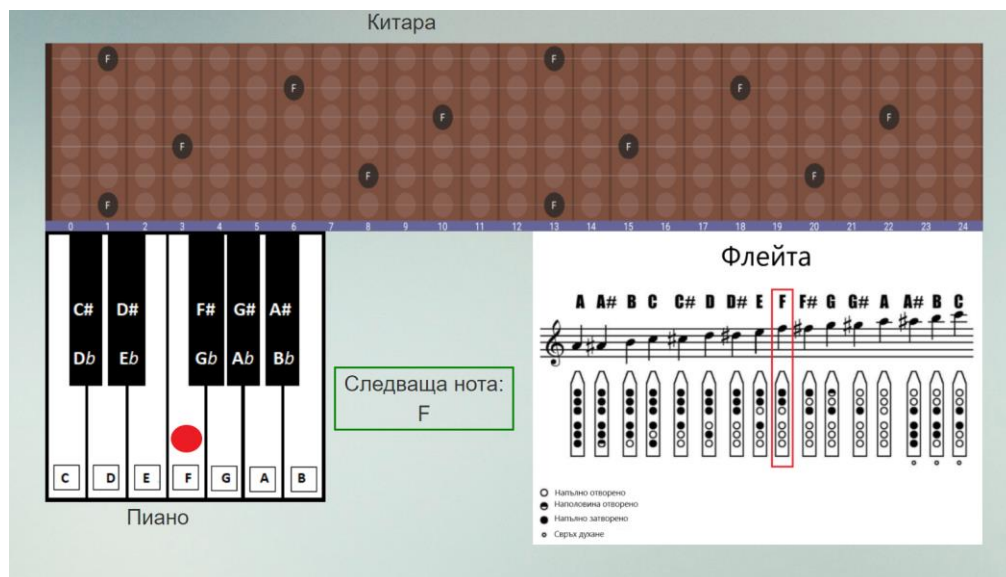 Китара
F F
F F
F F
F F
F F
F F
0 1 2 3 4 5 6 7 8 9 10 11 12 13 14 15 16 17 18 19 20 21 22 23 24
C# D# F# G# A#
Db Eb Gb Ab Bb
C D E F G A B
Пиано
Следваща нота:
F
Флейта
A A# B C C# D D# E F F# G G# A A# B C
Напълно отворено
Наполовина отворено
Напълно затворено
Свръх духане